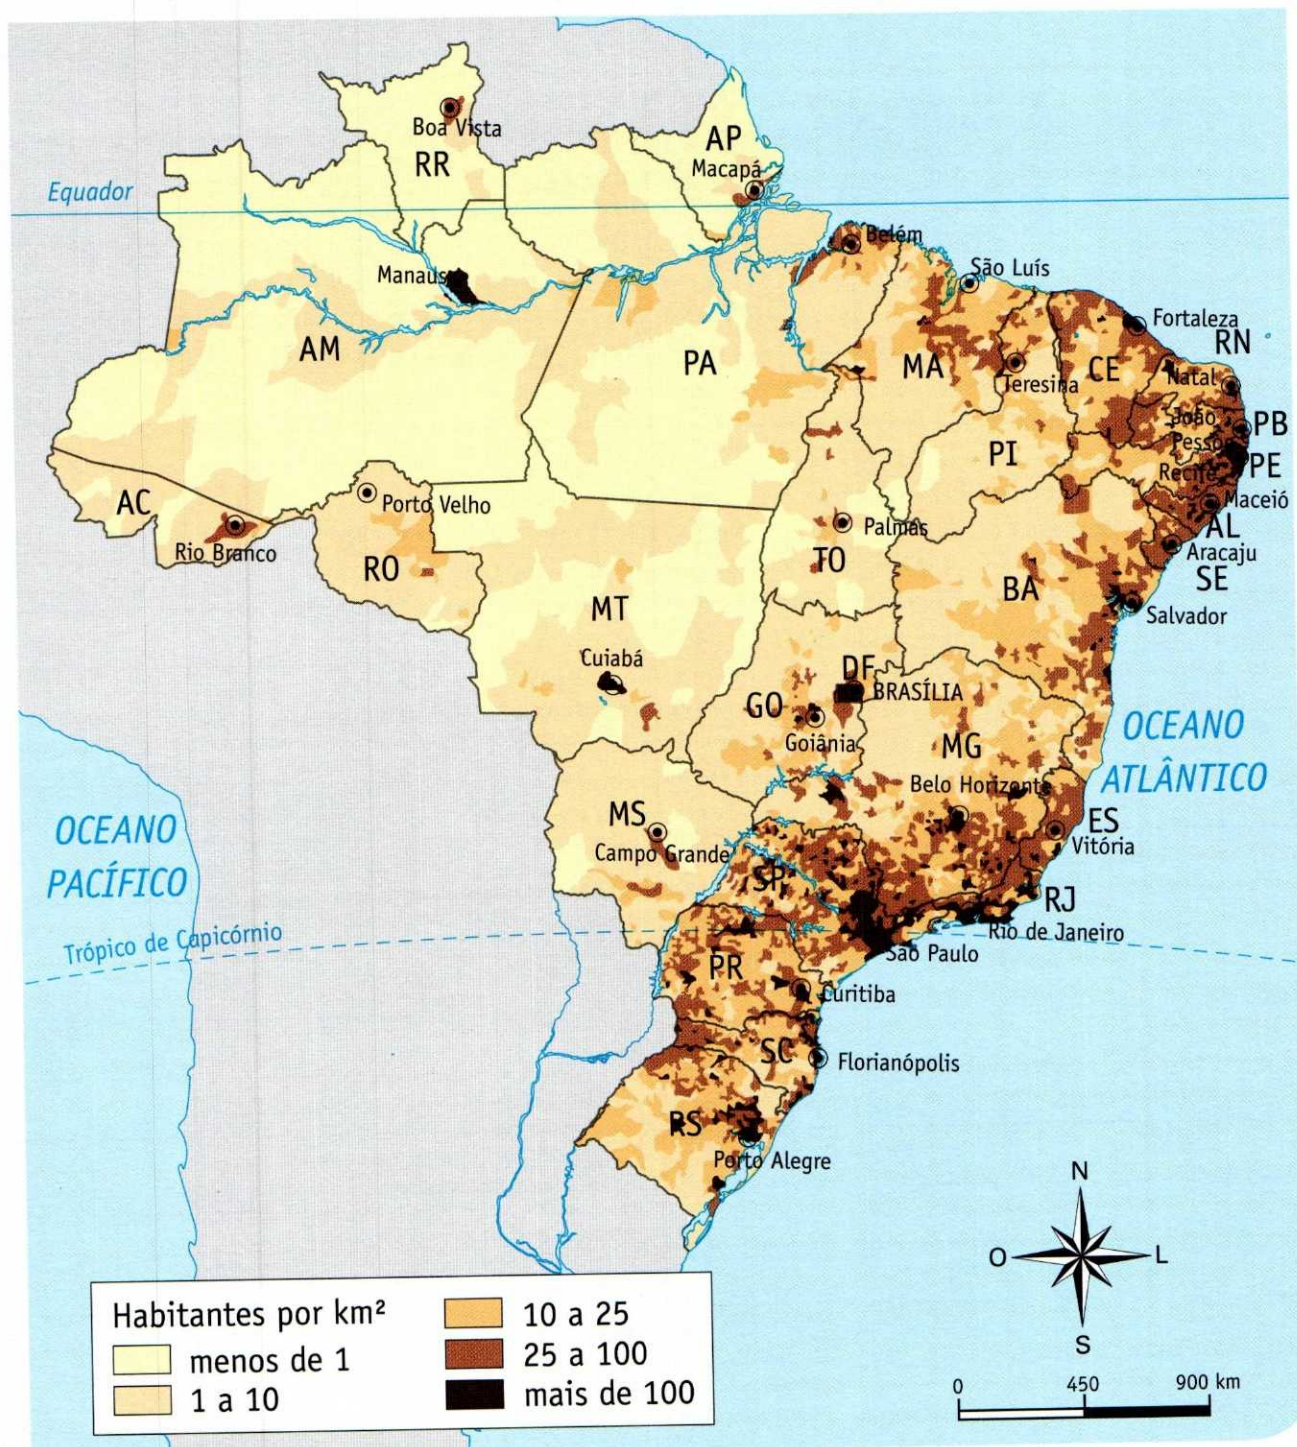 Boa Vista
RR
AP
Macapá
Equador
Belém
Manaus
São Luís
Fortaleza
RN
AM
PA
MA
Teresina
CE
Natal
João
Pessoa
PB
PI
Recife
PE
AC
Porto Velho
Maceió
Rio Branco
Palmas
AL
RO
TO
Aracaju
BA
SE
MT
Salvador
Cuiabá
DF
BRASÍLIA
GO
Goiânia
MG
OCEANO
ATLÂNTICO
Belo Horizonte
MS
ES
OCEANO
PACÍFICO
Campo Grande
Vitória
SP
RJ
Trópico de Capicórnio
Rio de Janeiro
São Paulo
PR
Curitiba
SC
Florianópolis
RS
Porto Alegre
N
O
L
S
Habitantes por km²
menos de 1
1 a 10
10 a 25
25 a 100
mais de 100
0 450 900 km